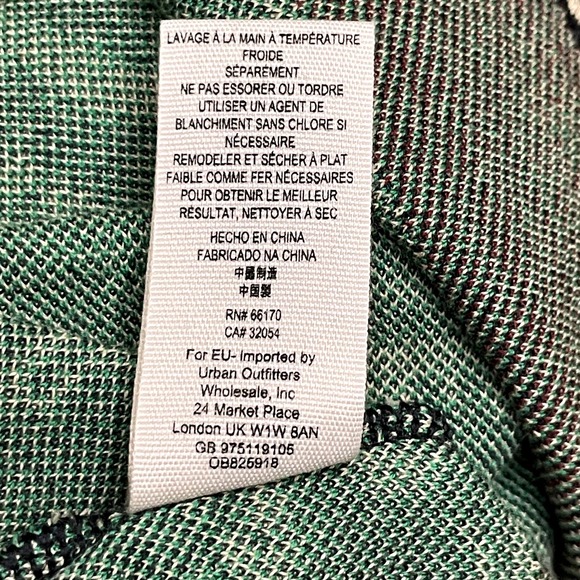 LAVAGE À LA MAIN À TEMPÉRATURE
FROIDE
SÉPARÉMENT
NE PAS ESSORER OU TORDRE
UTILISER UN AGENT DE
BLANCHIMENT SANS CHLORE SI
NÉCESSAIRE
REMODELER ET SÉCHER À PLAT
FAIBLE COMME FER NÉCESSAIRES
POUR OBTENIR LE MEILLEUR
RÉSULTAT, NETTOYER À SEC
HECHO EN CHINA
FABRICADO NA CHINA
中國制造
中国製
RN# 66170
CA# 32054
For EU- Imported by
Urban Outfitters
Wholesale, Inc
24 Market Place
London UK W1W 8AN
GB 975119105
OB825918